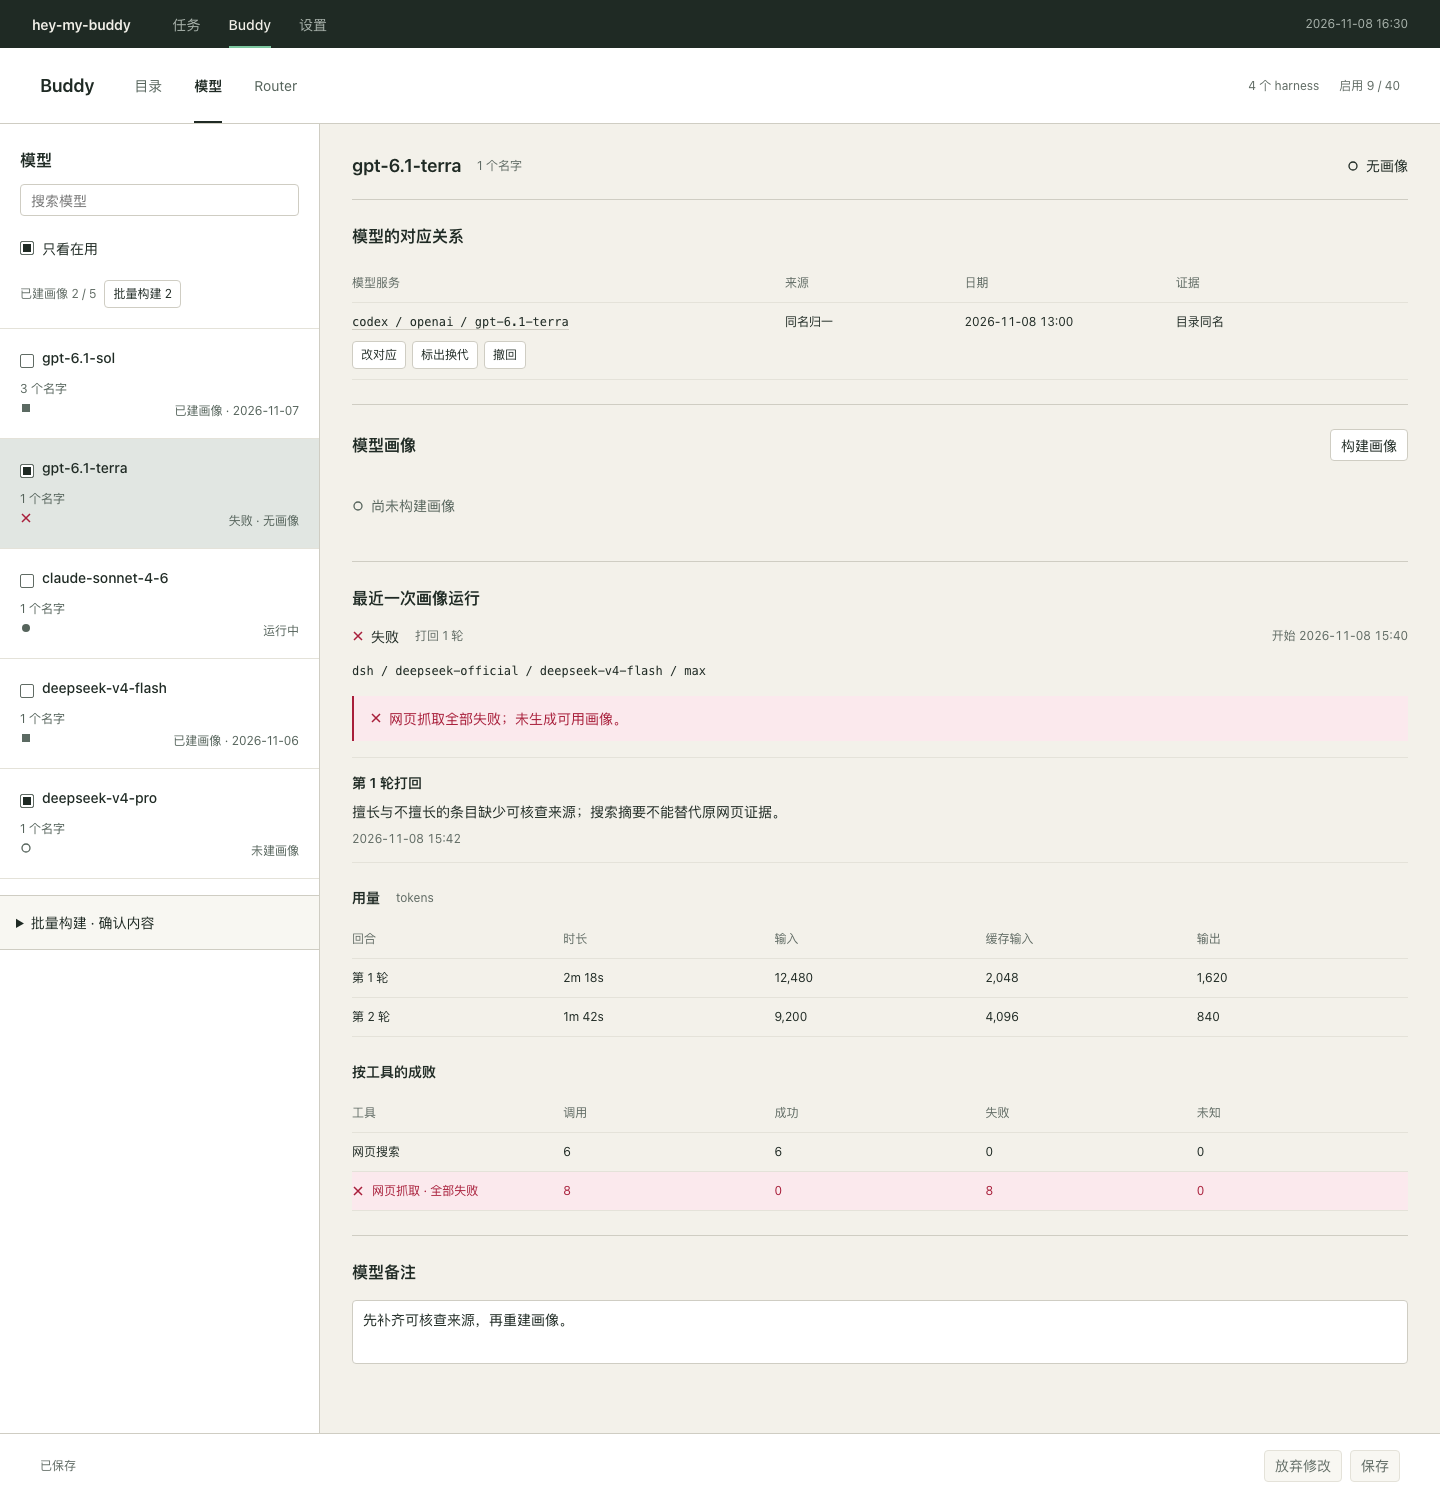 hey-my-buddy 任务 Buddy 设置 2026-11-08 16:30
Buddy 目录 模型 Router 4 个 harness 启用 9 / 40
模型
搜索模型
只看在用
已建画像 2 / 5 批量构建 2
gpt-6.1-sol
3 个名字
已建画像 · 2026-11-07
gpt-6.1-terra
1 个名字
失败 · 无画像
claude-sonnet-4-6
1 个名字
运行中
deepseek-v4-flash
1 个名字
已建画像 · 2026-11-06
deepseek-v4-pro
1 个名字
未建画像
批量构建 · 确认内容
gpt-6.1-terra 1 个名字 无画像
模型的对应关系
模型服务 来源 日期 证据
codex / openai / gpt-6.1-terra 同名归一 2026-11-08 13:00 目录同名
改对应 标出换代 撤回
模型画像 构建画像
尚未构建画像
最近一次画像运行
失败 打回 1 轮 开始 2026-11-08 15:40
dsh / deepseek-official / deepseek-v4-flash / max
网页抓取全部失败；未生成可用画像。
第 1 轮打回
擅长与不擅长的条目缺少可核查来源；搜索摘要不能替代原网页证据。
2026-11-08 15:42
用量 tokens
回合 时长 输入 缓存输入 输出
第 1 轮 2m 18s 12,480 2,048 1,620
第 2 轮 1m 42s 9,200 4,096 840
按工具的成败
工具 调用 成功 失败 未知
网页搜索 6 6 0 0
网页抓取 · 全部失败 8 0 8 0
模型备注
先补齐可核查来源，再重建画像。
已保存 放弃修改 保存